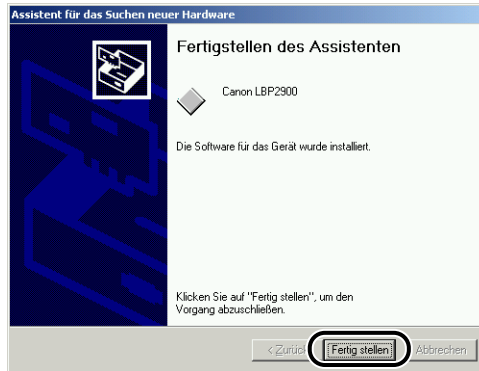 Assistent für das Suchen neuer Hardware
Fertigstellen des Assistenten
Canon LBP2900
Die Software für das Gerät wurde installiert.
Klicken Sie auf "Fertig stellen", um den
Vorgang abzuschließen.
< Zurück Fertig stellen Abbrechen